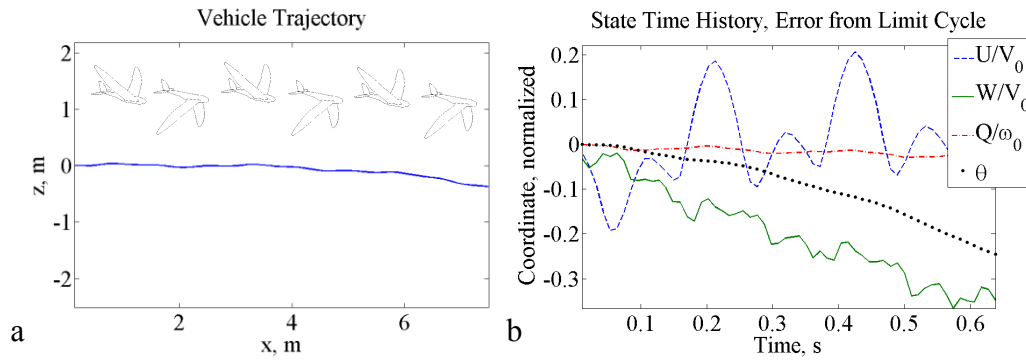 Vehicle Trajectory
2
1
0
-1
-2
z, m
2
4
6
x, m
a
State Time History, Error from Limit Cycle
0.2
0.1
0
-0.1
-0.2
-0.3
Coordinate, normalized
0.1
0.2
0.3
0.4
0.5
0.6
Time, s
b
U/V₀
W/V₀
Q/ω₀
θ